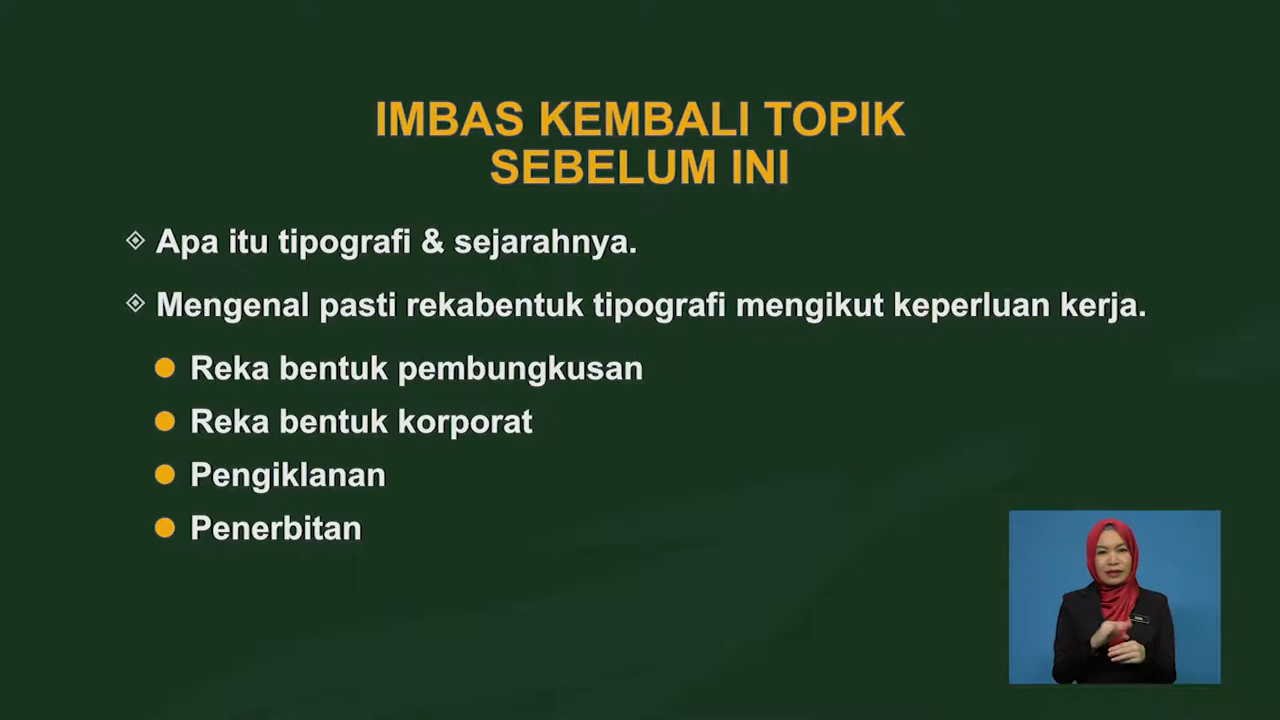 IMBAS KEMBALI TOPIK
SEBELUM INI
Apa itu tipografi & sejarahnya.
Mengenal pasti rekabentuk tipografi mengikut keperluan kerja.
Reka bentuk pembungkusan
Reka bentuk korporat
Pengiklanan
Penerbitan